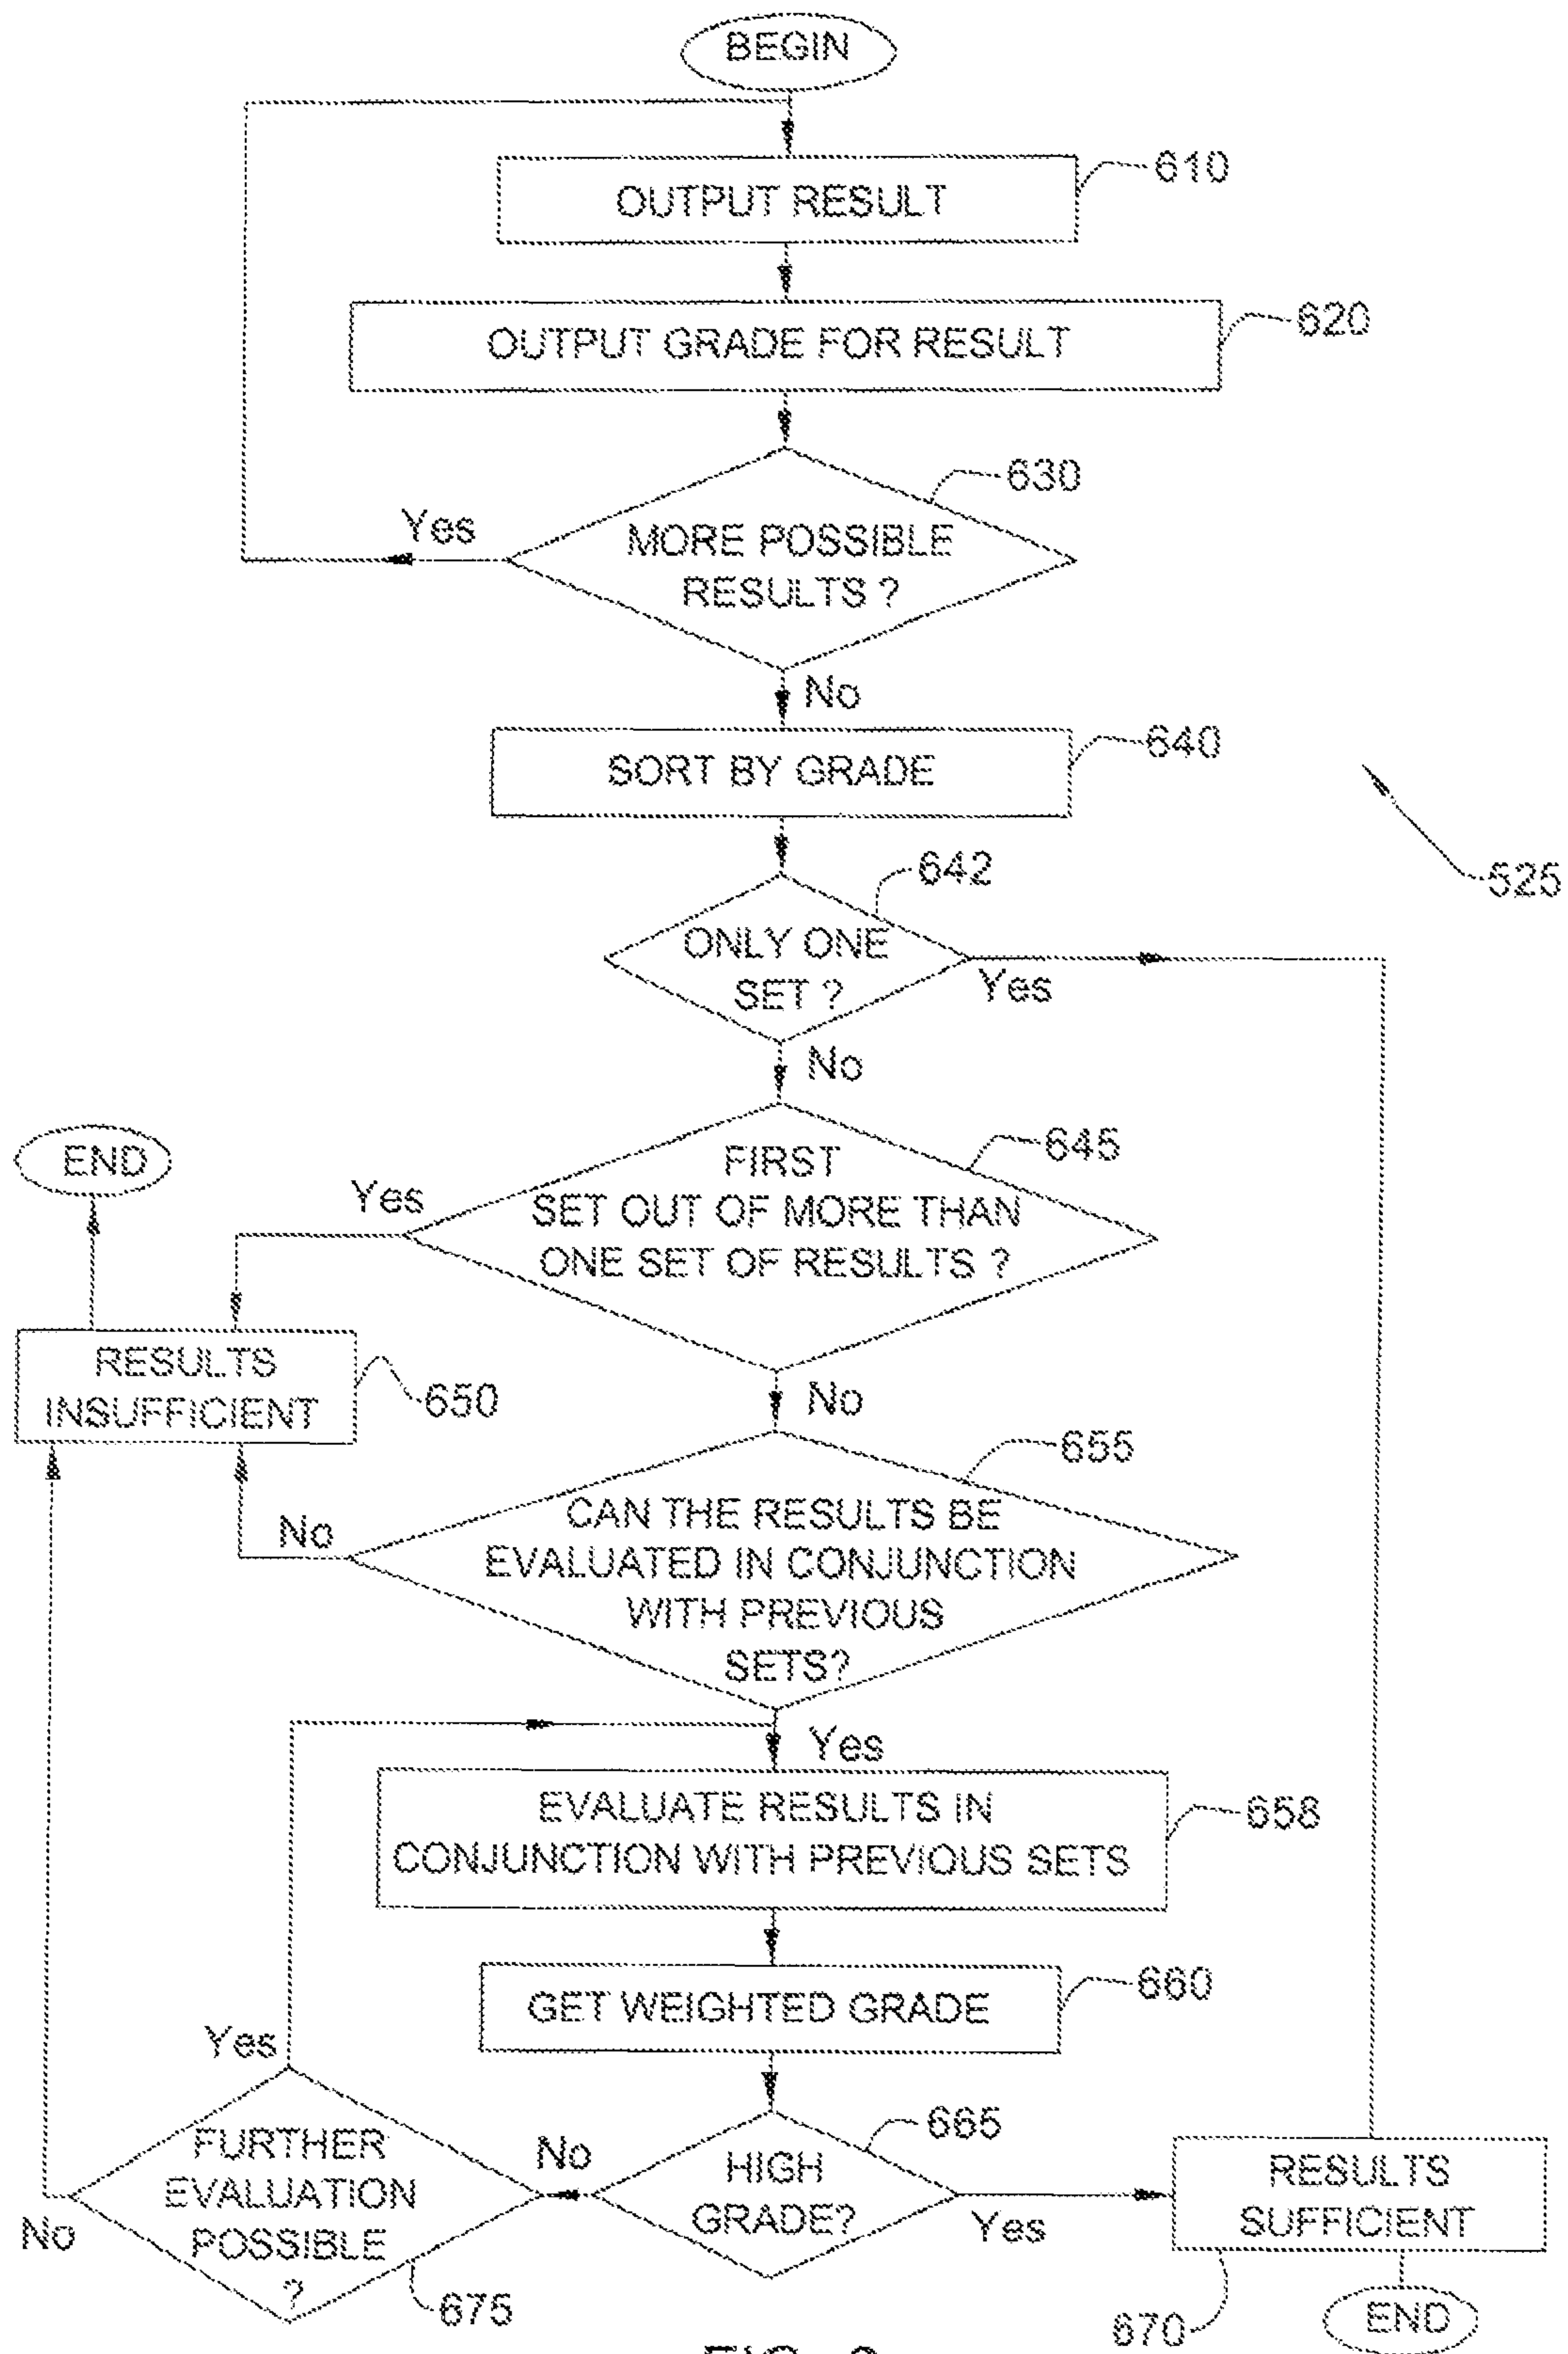 BEGIN
OUTPUT RESULT
610
OUTPUT GRADE FOR RESULT
620
630
Yes
MORE POSSIBLE
RESULTS ?
No
SORT BY GRADE
640
525
642
ONLY ONE
SET ?
Yes
No
END
645
FIRST
SET OUT OF MORE THAN
ONE SET OF RESULTS ?
Yes
RESULTS
INSUFFICIENT
650
No
655
CAN THE RESULTS BE
EVALUATED IN CONJUNCTION
WITH PREVIOUS
SETS?
No
Yes
EVALUATE RESULTS IN
CONJUNCTION WITH PREVIOUS SETS
658
GET WEIGHTED GRADE
660
Yes
FURTHER
EVALUATION
POSSIBLE
?
No
675
No
665
HIGH
GRADE?
Yes
RESULTS
SUFFICIENT
670
END